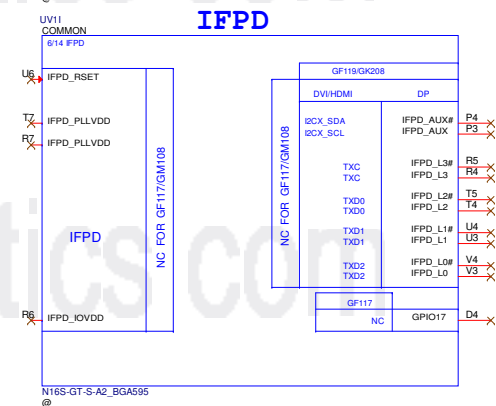 IFPD
UV1I
COMMON
6/14 IFPD
U6 IFPD_RSET
T7 IFPD_PLLVDD
R7 IFPD_PLLVDD
R6 IFPD_IOVDD
IFPD
NC FOR GF117/GM108
NC FOR GF117/GM108
GF119/GK208
DVI/HDMI DP
I2CX_SDA IFPD_AUX# P4
I2CX_SCL IFPD_AUX P3
TXC IFPD_L3# R5
TXC IFPD_L3 R4
TXD0 IFPD_L2# T5
TXD0 IFPD_L2 T4
TXD1 IFPD_L1# U4
TXD1 IFPD_L1 U3
TXD2 IFPD_L0# V4
TXD2 IFPD_L0 V3
GF117
NC GPIO17 D4
N16S-GT-S-A2_BGA595
@
tics.com